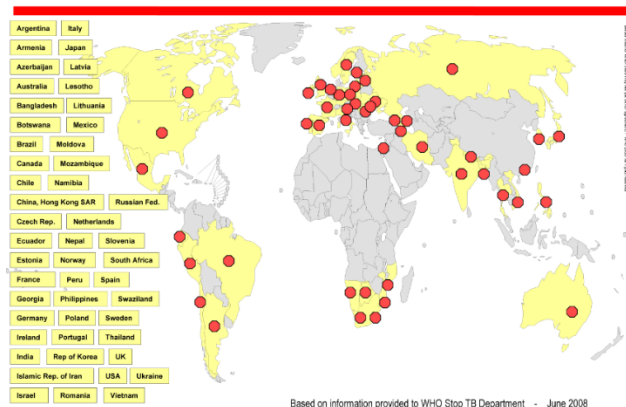 Argentina Italy
Armenia Japan
Azerbaijan Latvia
Australia Lesotho
Bangladesh Lithuania
Botswana Mexico
Brazil Moldova
Canada Mozambique
Chile Namibia
China, Hong Kong SAR Russian Fed.
Czech Rep. Netherlands
Ecuador Nepal Slovenia
Estonia Norway South Africa
France Peru Spain
Georgia Philippines Swaziland
Germany Poland Sweden
Ireland Portugal Thailand
India Rep of Korea UK
Islamic Rep. of Iran USA Ukraine
Israel Romania Vietnam
Based on information provided to WHO Stop TB Department - June 2008